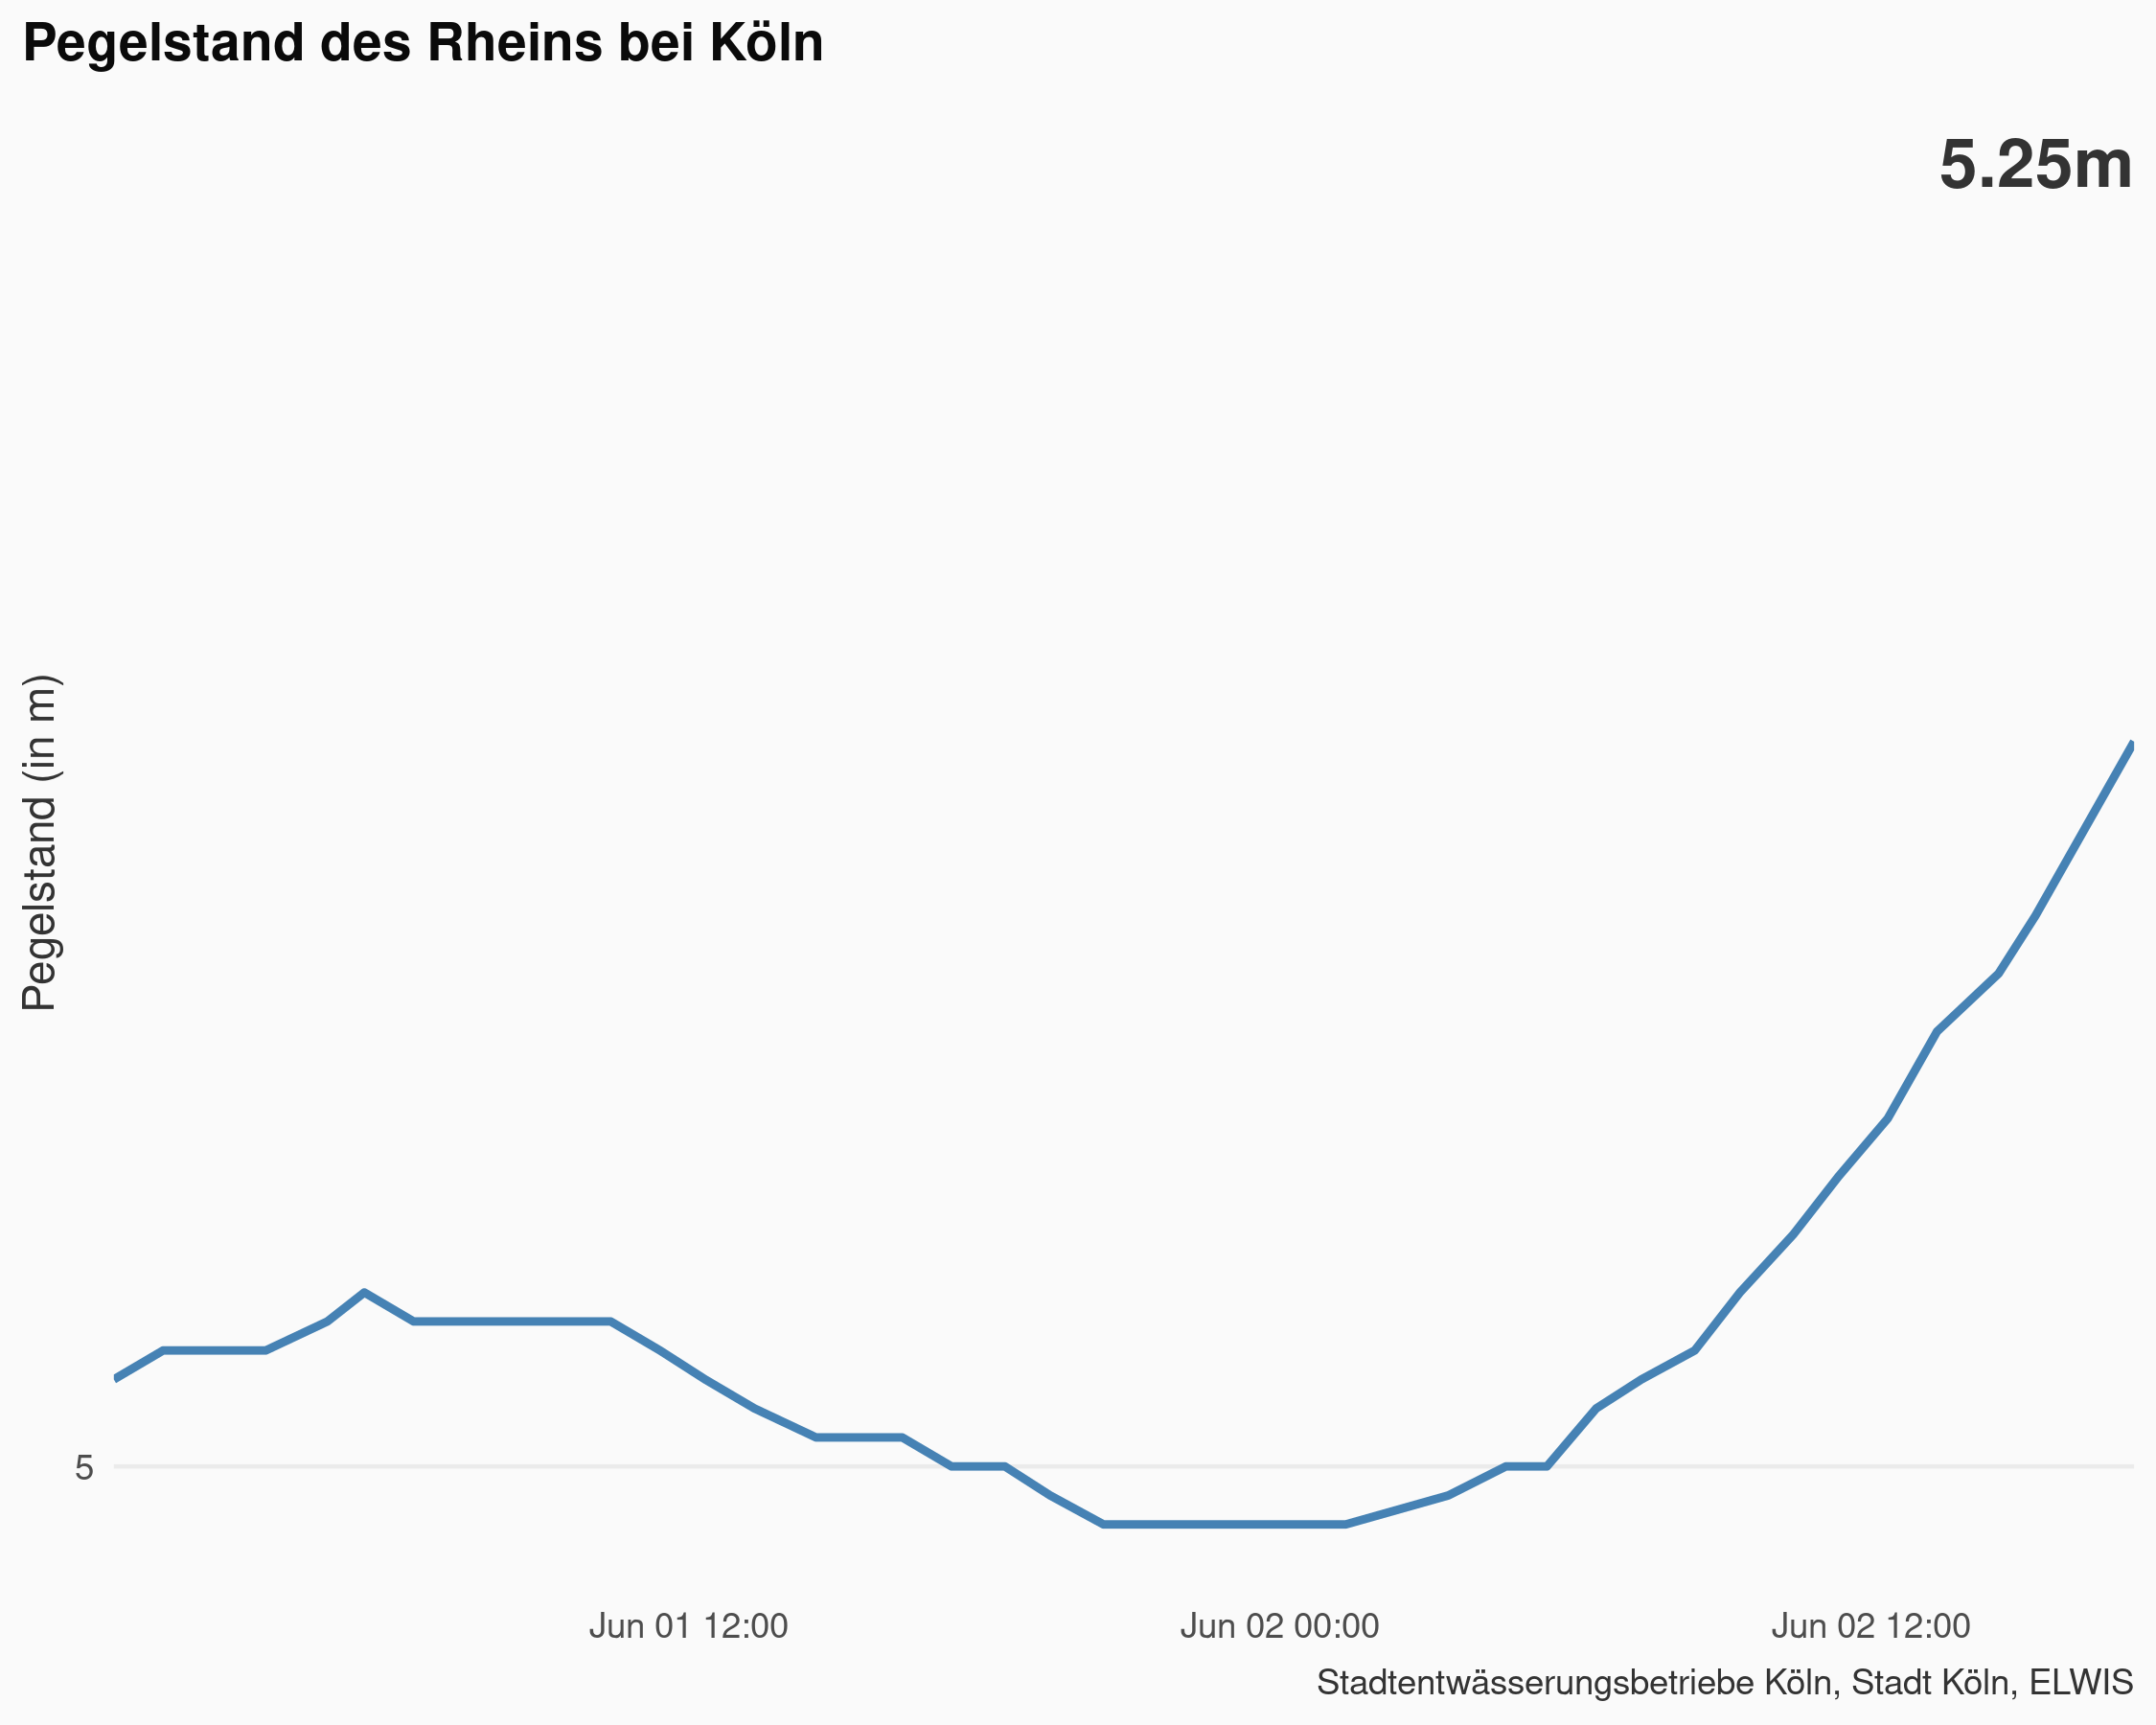 Pegelstand des Rheins bei Köln
5.25m
Pegelstand (in m)
5
Jun 01 12:00
Jun 02 00:00
Jun 02 12:00
Stadtentwässerungsbetriebe Köln, Stadt Köln, ELWIS